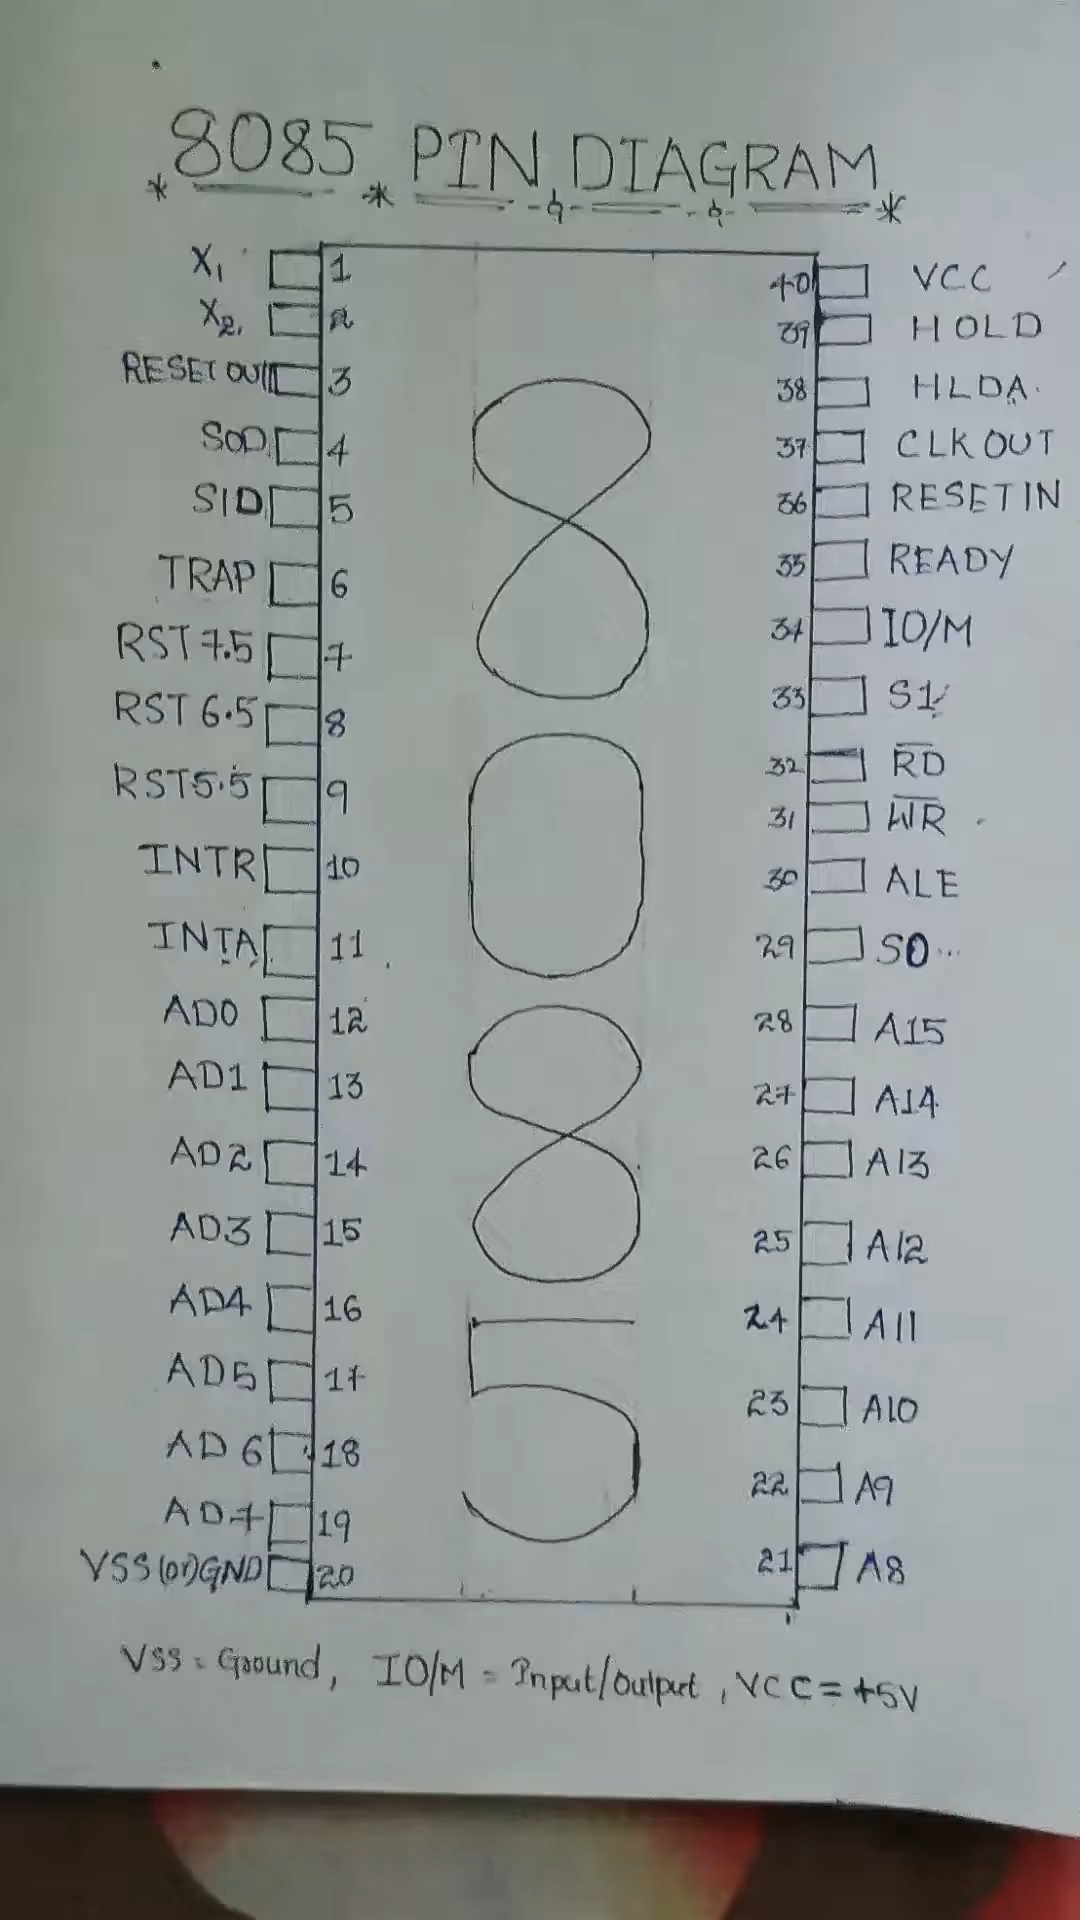 8085 PIN DIAGRAM
X1 1 40 VCC
X2 2 39 HOLD
RESET OUT 3 38 HLDA
SOD 4 37 CLK OUT
SID 5 36 RESET IN
TRAP 6 35 READY
RST 7.5 7 34 IO/M
RST 6.5 8 33 S1
RST 5.5 9 32 R̅D̅
INTR 10 31 W̅R̅
INTA 11 30 ALE
AD0 12 29 S0
AD1 13 28 A15
AD2 14 27 A14
AD3 15 26 A13
AD4 16 25 A12
AD5 17 24 A11
AD6 18 23 A10
AD7 19 22 A9
VSS (or) GND 20 21 A8
8085
VSS = Ground, IO/M = Input/Output, VCC = +5V